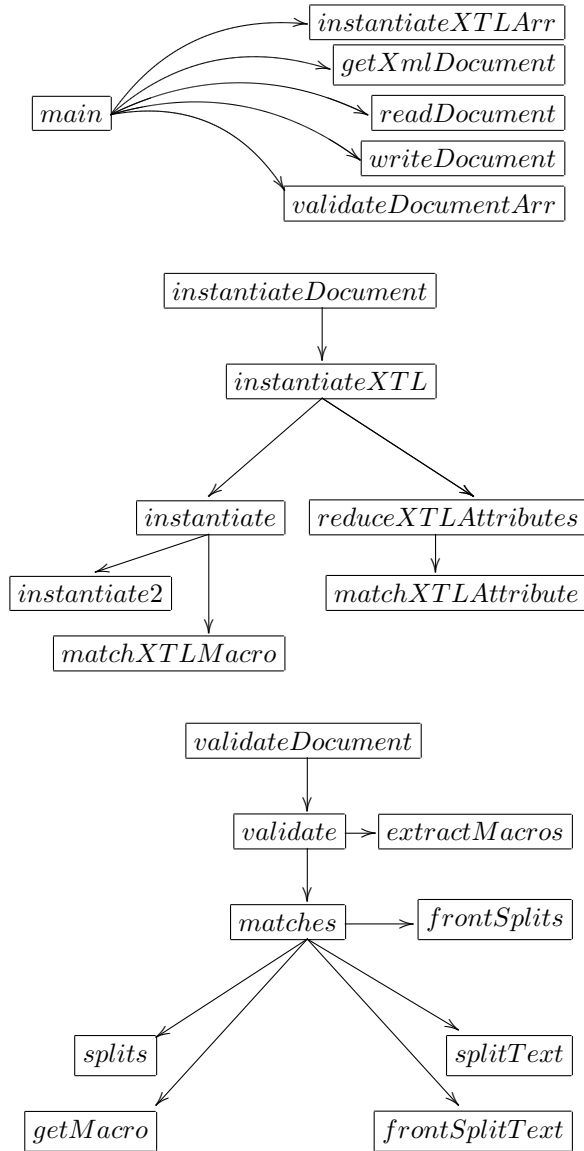 instantiateXTLArr
getXmlDocument
main
readDocument
writeDocument
validateDocumentArr
instantiateDocument
instantiateXTL
instantiate
reduceXTLAttributes
instantiate2
matchXTLAttribute
matchXTLMacro
validateDocument
validate
extractMacros
matches
frontSplits
splits
splitText
getMacro
frontSplitText